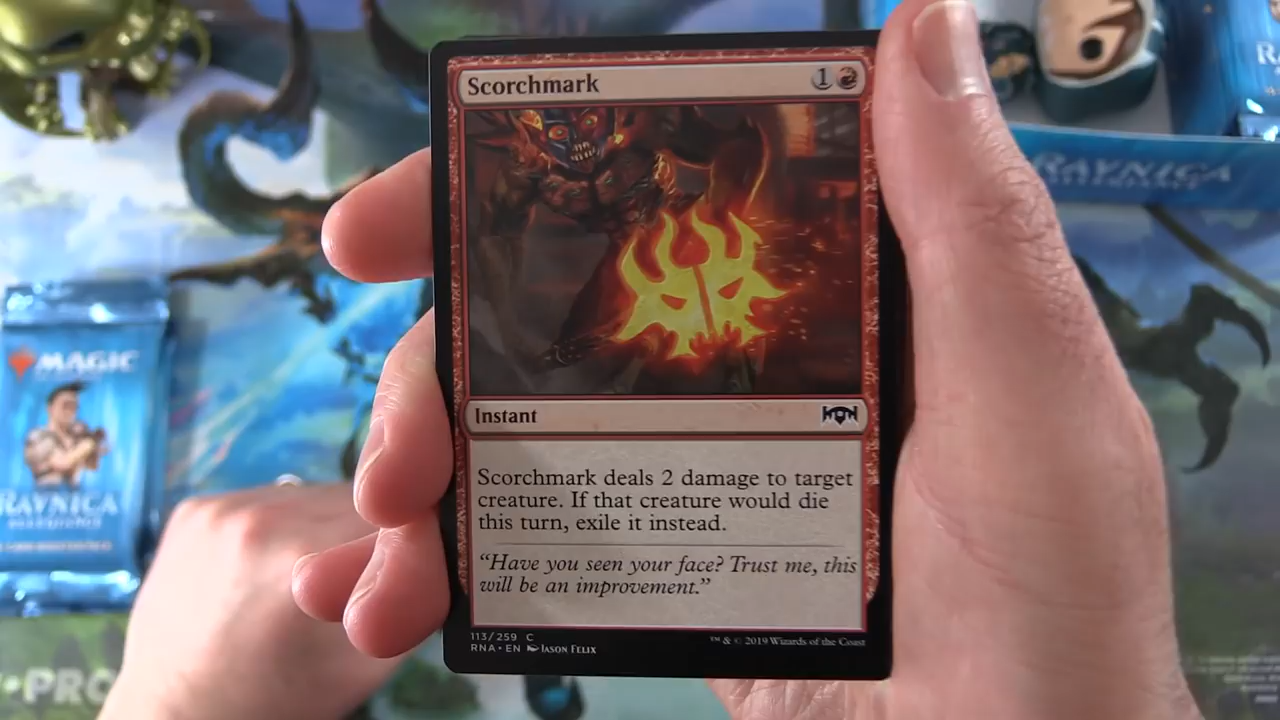 Scorchmark 1
Instant
Scorchmark deals 2 damage to target
creature. If that creature would die
this turn, exile it instead.
“Have you seen your face? Trust me, this
will be an improvement.”
113/259 C
RNA • EN JASON FELIX
™ & © 2019 Wizards of the Coast
RAVNICA
MAGIC
RAVNICA
ALLEGIANCE
PRO